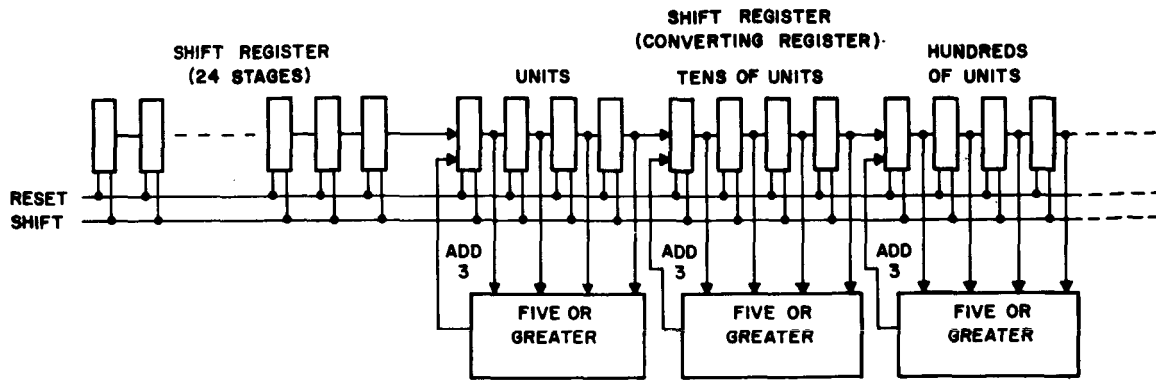 SHIFT REGISTER
(24 STAGES)
UNITS
SHIFT REGISTER
(CONVERTING REGISTER)
TENS OF UNITS
HUNDREDS
OF UNITS
RESET
SHIFT
ADD
3
ADD
3
ADD
3
FIVE OR
GREATER
FIVE OR
GREATER
FIVE OR
GREATER